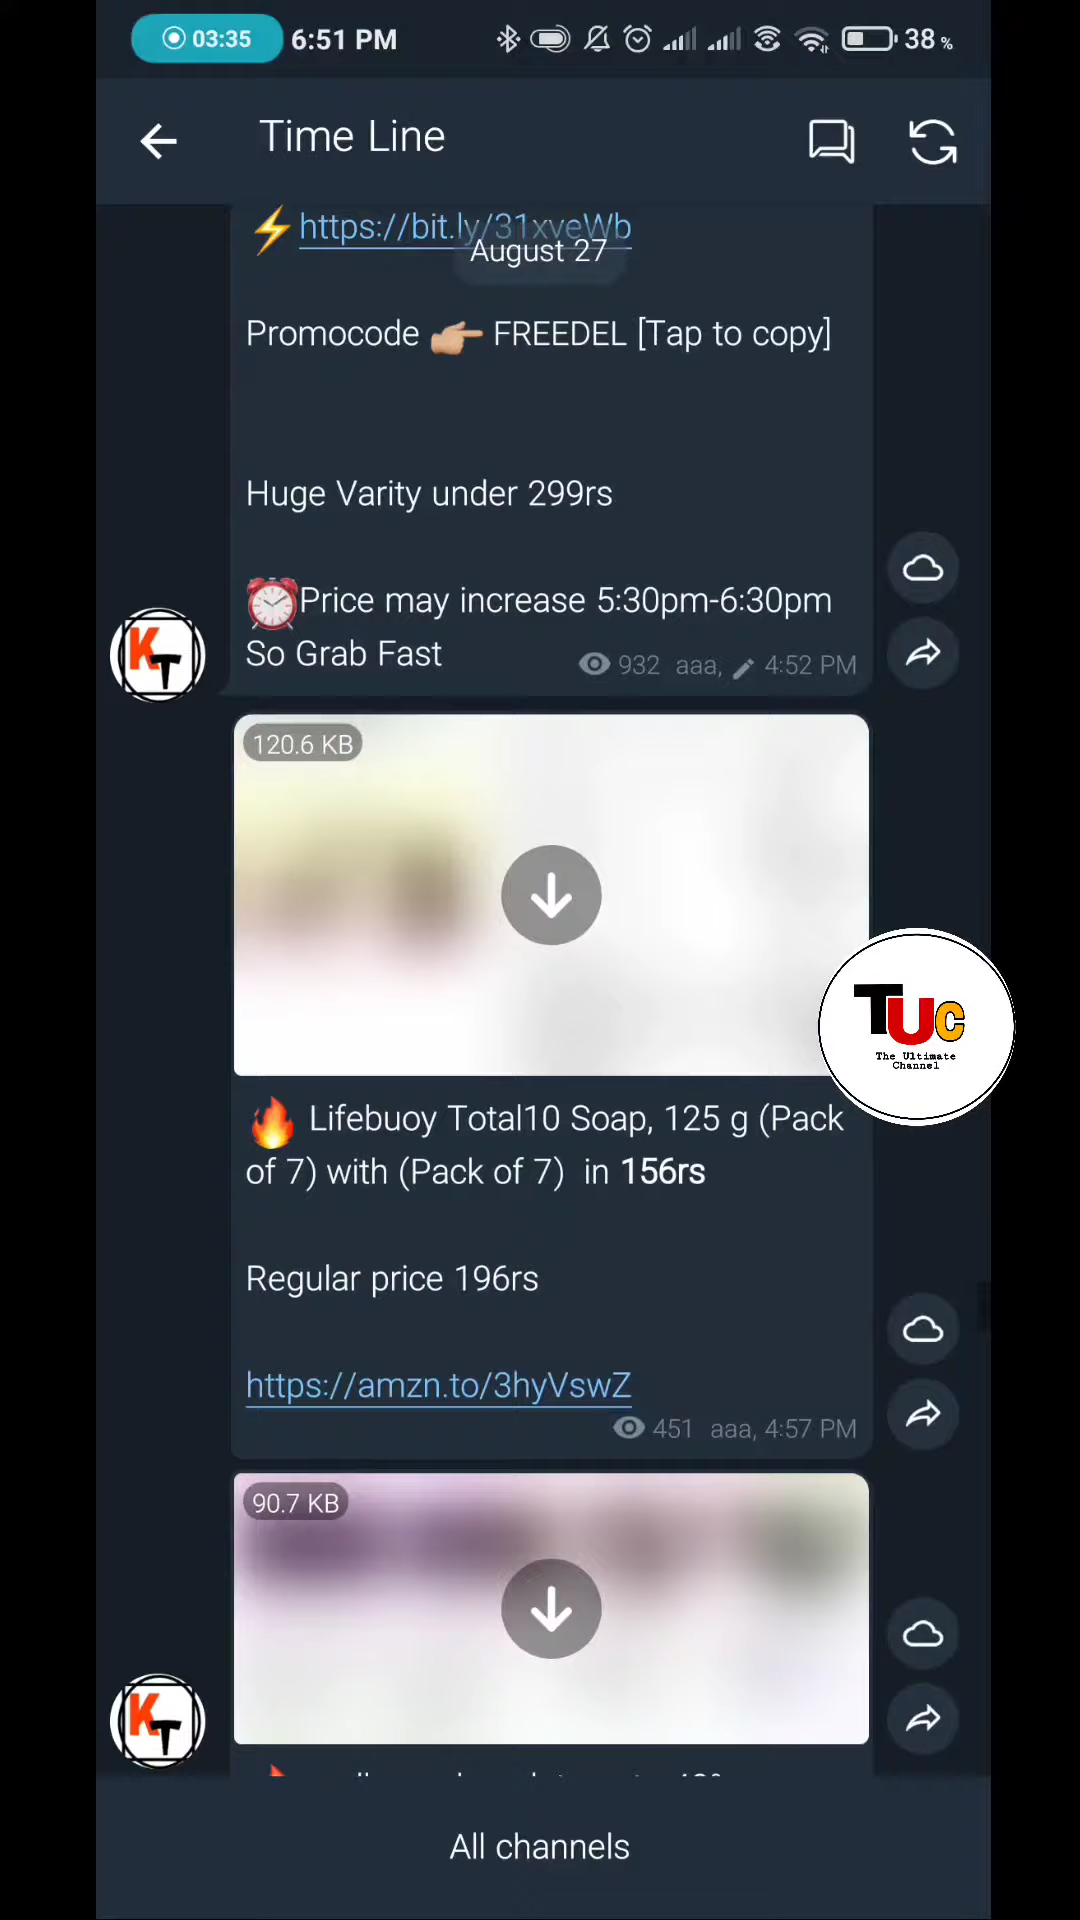 03:35 6:51 PM 38 %
Time Line
⚡https://bit.ly/31xveWb
August 27
Promocode 👉🏼 FREEDEL [Tap to copy]
Huge Varity under 299rs
⏰Price may increase 5:30pm-6:30pm
So Grab Fast
932 aaa, 4:52 PM
KT
120.6 KB
TUC
The Ultimate
Channel
🔥 Lifebuoy Total10 Soap, 125 g (Pack
of 7) with (Pack of 7) in 156rs
Regular price 196rs
https://amzn.to/3hyVswZ
451 aaa, 4:57 PM
90.7 KB
KT
All channels